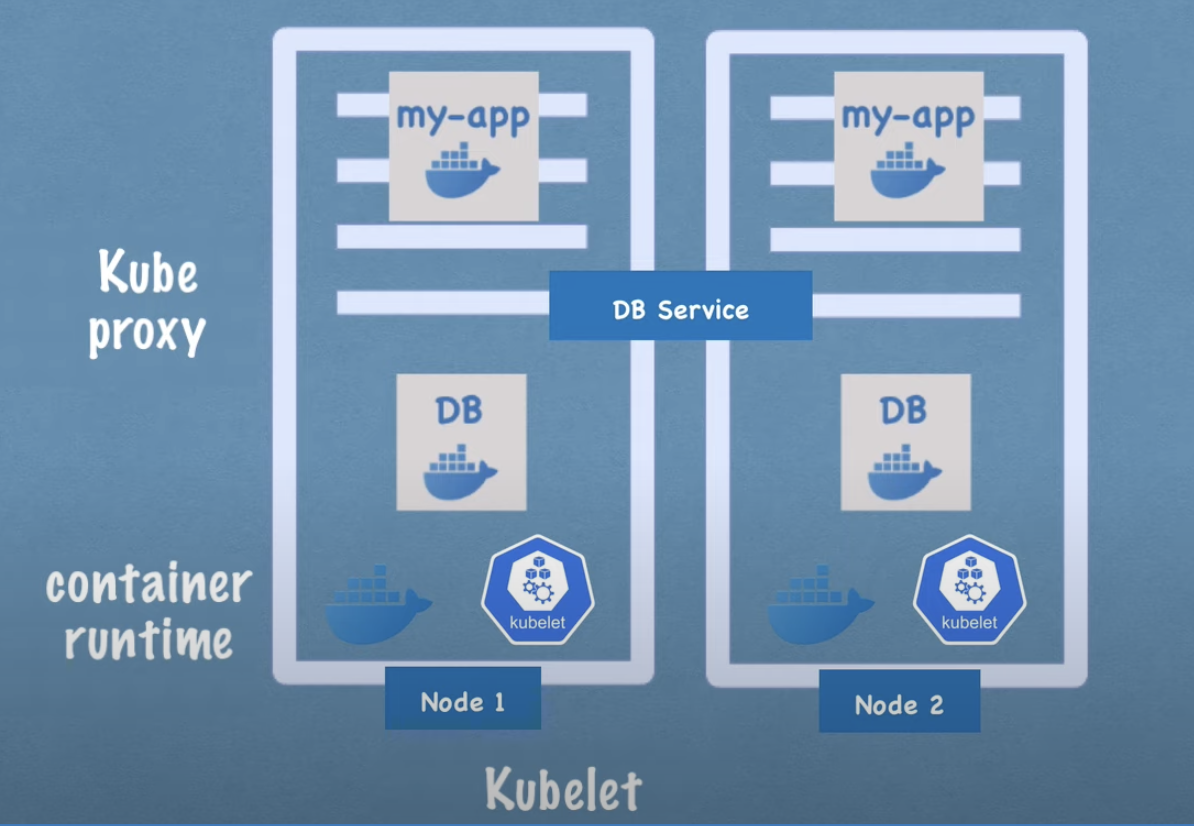 my-app
my-app
Kube
proxy
DB Service
DB
DB
container
runtime
kubelet
kubelet
Node 1
Node 2
Kubelet